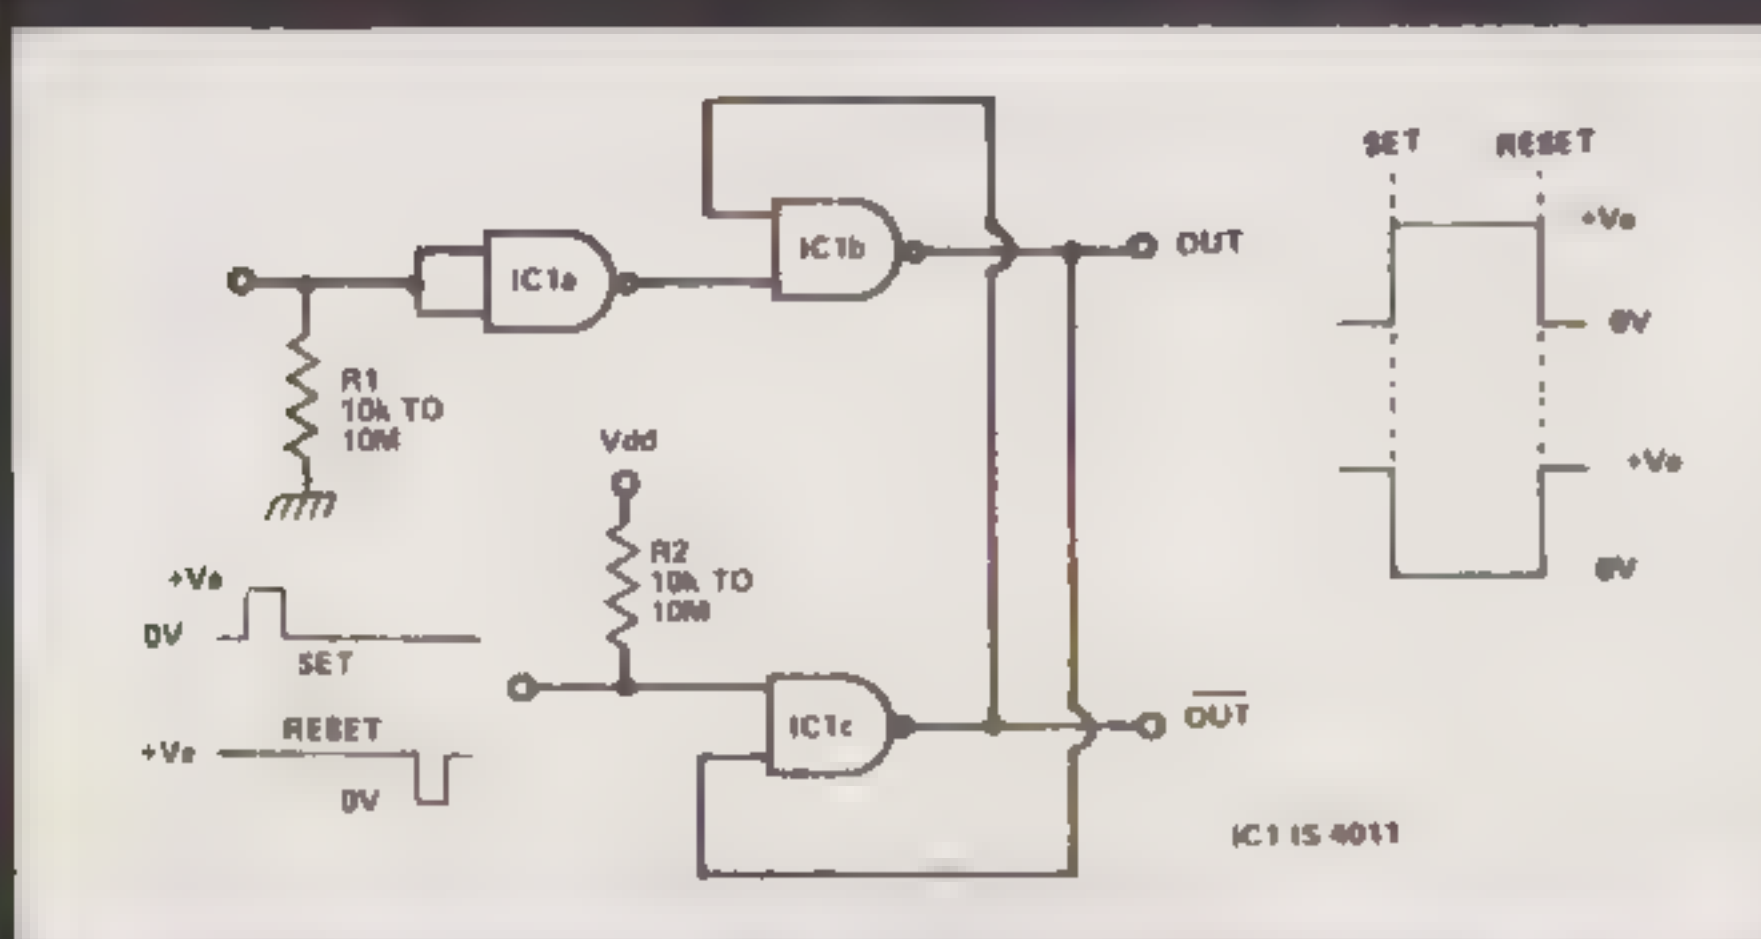 SET RESET
+Ve
IC1b
OUT
IC1a
0V
R1
10k TO
10M
Vdd
+Ve
R2
10k TO
10M
+Ve
0V
0V
SET
IC1c
OUT
RESET
+Ve
0V
IC1 IS 4011